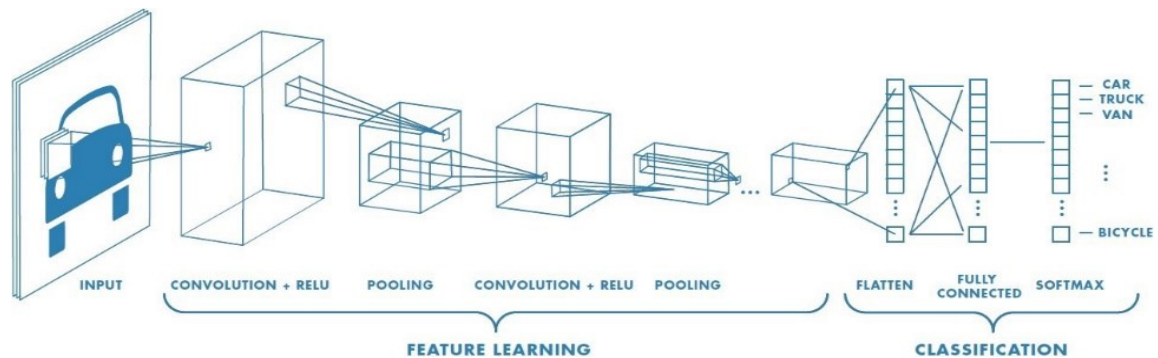 CAR
TRUCK
VAN
BICYCLE
INPUT
CONVOLUTION + RELU
POOLING
CONVOLUTION + RELU
POOLING
FLATTEN
FULLY
CONNECTED
SOFTMAX
FEATURE LEARNING
CLASSIFICATION